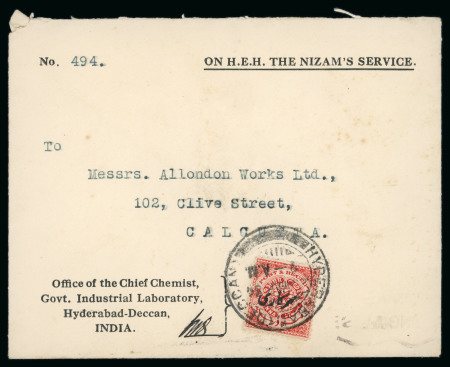 No. 494.
ON H.E.H. THE NIZAM'S SERVICE.
To
Messrs. Allondon Works Ltd.,
102, Clive Street,
CALCUTTA.
Office of the Chief Chemist,
Govt. Industrial Laboratory,
Hyderabad-Deccan,
INDIA.